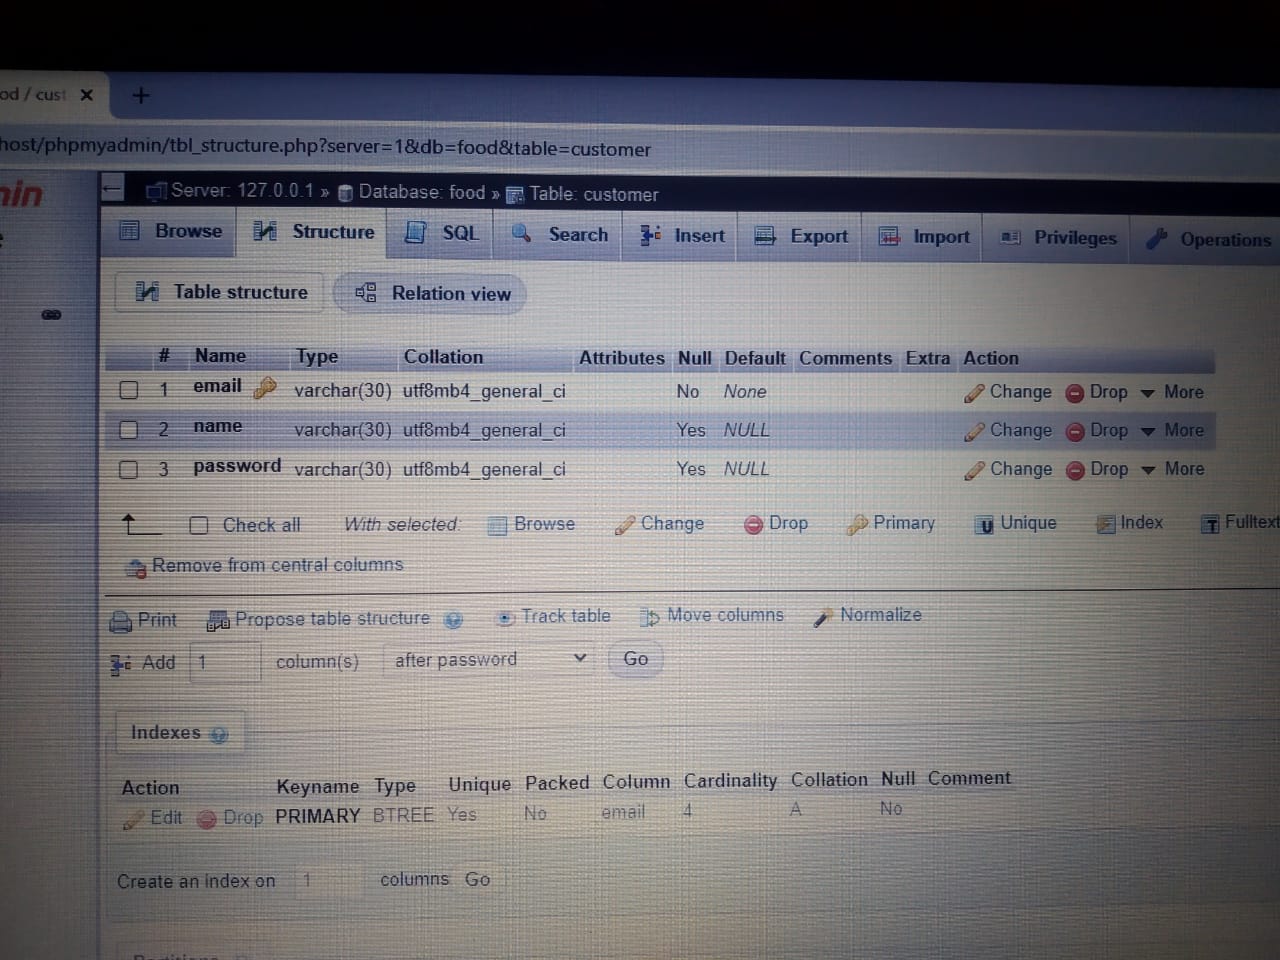 od / cust × +
host/phpmyadmin/tbl_structure.php?server=1&db=food&table=customer
min
Server: 127.0.0.1 » Database: food » Table: customer
Browse Structure SQL Search Insert Export Import Privileges Operations
Table structure Relation view
# Name Type Collation Attributes Null Default Comments Extra Action
1 email varchar(30) utf8mb4_general_ci No None Change Drop More
2 name varchar(30) utf8mb4_general_ci Yes NULL Change Drop More
3 password varchar(30) utf8mb4_general_ci Yes NULL Change Drop More
Check all With selected: Browse Change Drop Primary Unique Index Fulltext
Remove from central columns
Print Propose table structure Track table Move columns Normalize
Add 1 column(s) after password Go
Indexes
Action Keyname Type Unique Packed Column Cardinality Collation Null Comment
Edit Drop PRIMARY BTREE Yes No email 4 A No
Create an index on 1 columns Go